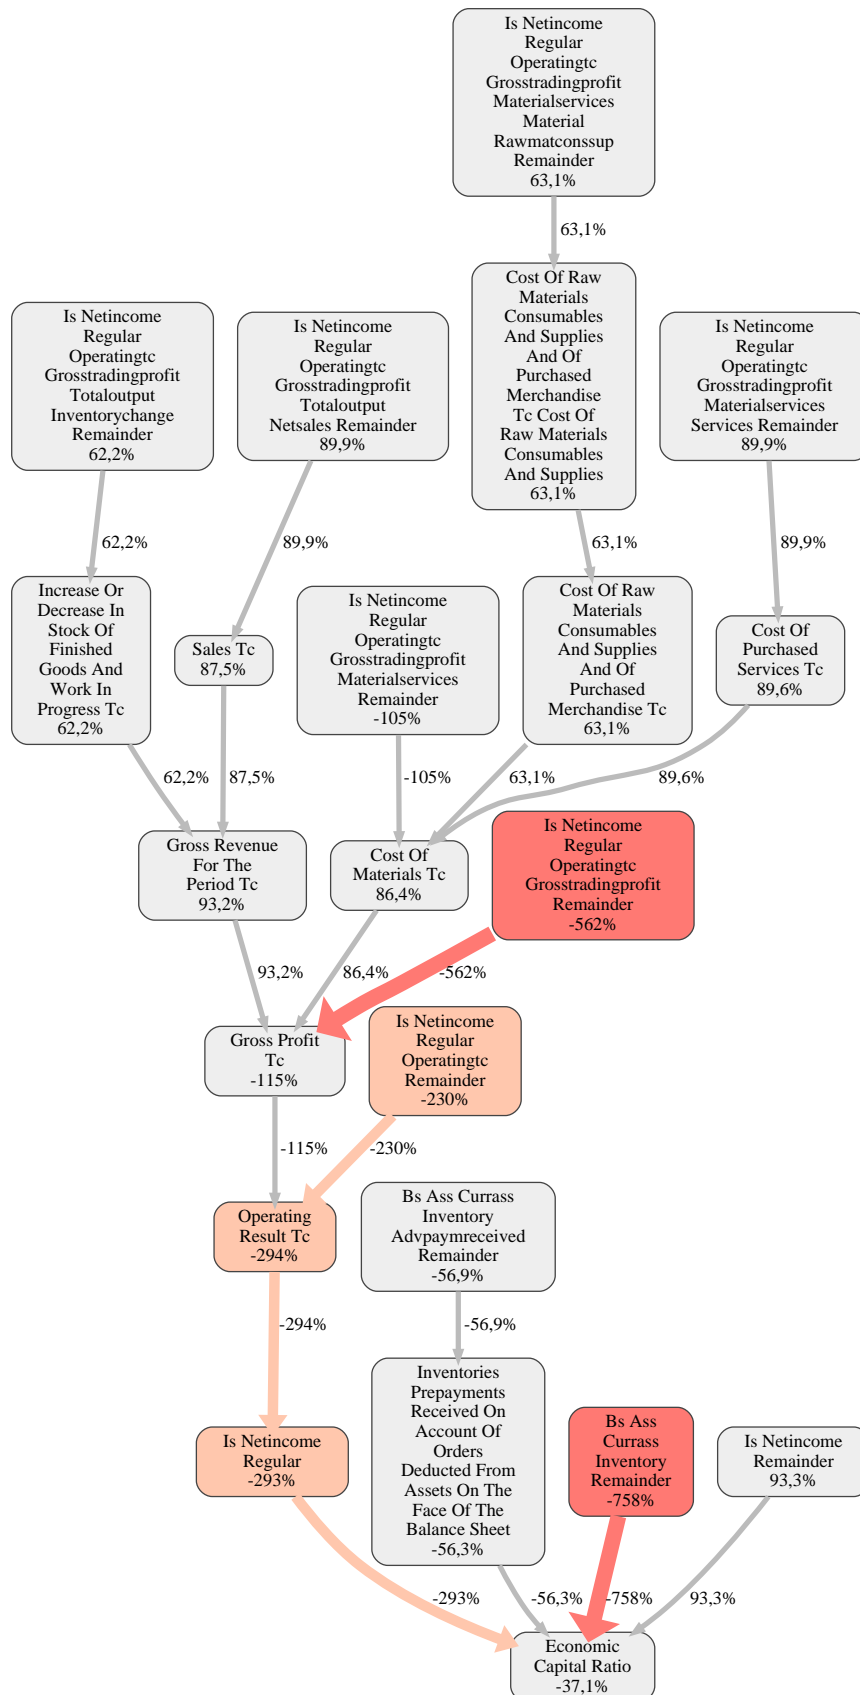 Is Netincome
Regular
Operatingtc
Grosstradingprofit
Materialservices
Material
Rawmatconssup
Remainder
63,1%
63,1%
Is Netincome
Regular
Operatingtc
Grosstradingprofit
Totaloutput
Inventorychange
Remainder
62,2%
Is Netincome
Regular
Operatingtc
Grosstradingprofit
Totaloutput
Netsales Remainder
89,9%
Cost Of Raw
Materials
Consumables
And Supplies
And Of
Purchased
Merchandise
Tc Cost Of
Raw Materials
Consumables
And Supplies
63,1%
Is Netincome
Regular
Operatingtc
Grosstradingprofit
Materialservices
Services Remainder
89,9%
62,2%
89,9%
63,1%
89,9%
Increase Or
Decrease In
Stock Of
Finished
Goods And
Work In
Progress Tc
62,2%
Sales Tc
87,5%
Is Netincome
Regular
Operatingtc
Grosstradingprofit
Materialservices
Remainder
-105%
Cost Of Raw
Materials
Consumables
And Supplies
And Of
Purchased
Merchandise Tc
63,1%
Cost Of
Purchased
Services Tc
89,6%
62,2%
87,5%
-105%
63,1%
89,6%
Gross Revenue
For The
Period Tc
93,2%
Cost Of
Materials Tc
86,4%
Is Netincome
Regular
Operatingtc
Grosstradingprofit
Remainder
-562%
93,2%
86,4%
-562%
Gross Profit
Tc
-115%
Is Netincome
Regular
Operatingtc
Remainder
-230%
-115%
-230%
Operating
Result Tc
-294%
Bs Ass Currass
Inventory
Advpaymreceived
Remainder
-56,9%
-294%
-56,9%
Is Netincome
Regular
-293%
Inventories
Prepayments
Received On
Account Of
Orders
Deducted From
Assets On The
Face Of The
Balance Sheet
-56,3%
Bs Ass
Currass
Inventory
Remainder
-758%
Is Netincome
Remainder
93,3%
-293%
-56,3%
-758%
93,3%
Economic
Capital Ratio
-37,1%